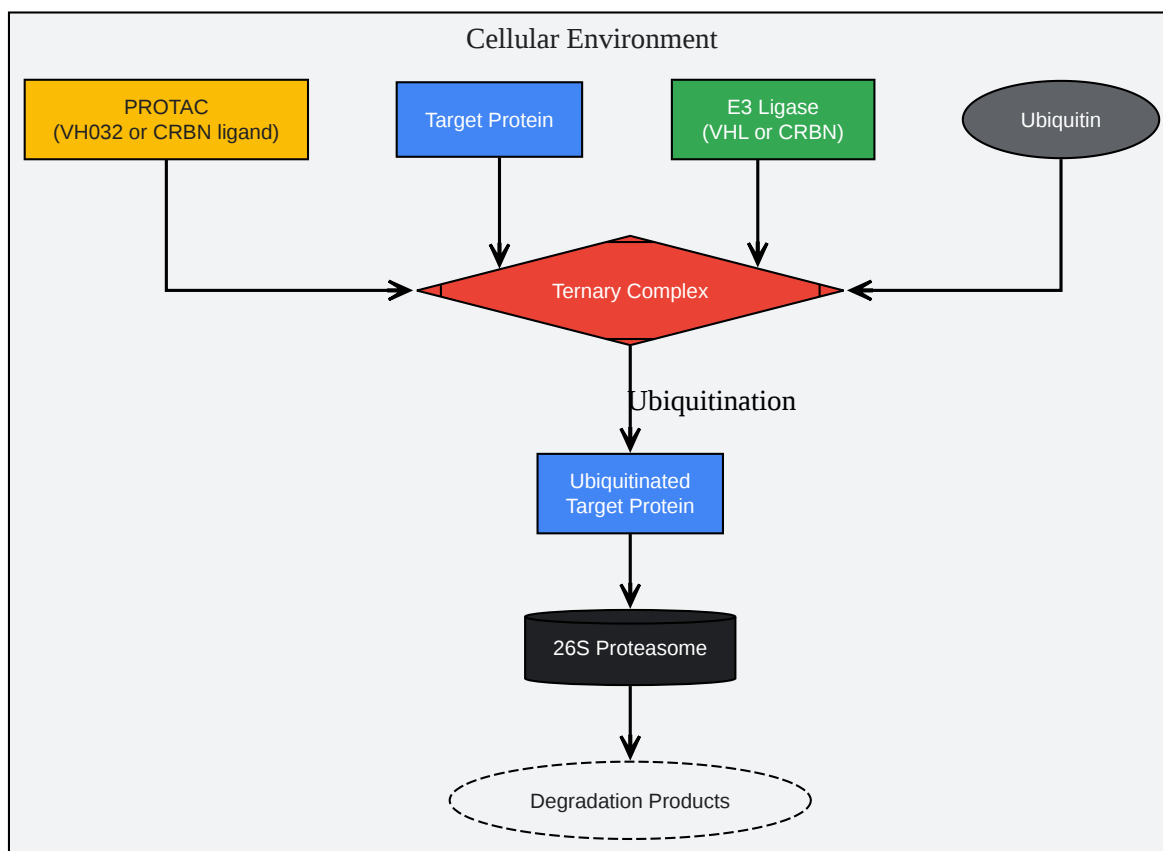 Cellular Environment
PROTAC
(VH032 or CRBN ligand)
Target Protein
E3 Ligase
(VHL or CRBN)
Ubiquitin
Ternary Complex
Ubiquitination
Ubiquitinated
Target Protein
26S Proteasome
Degradation Products